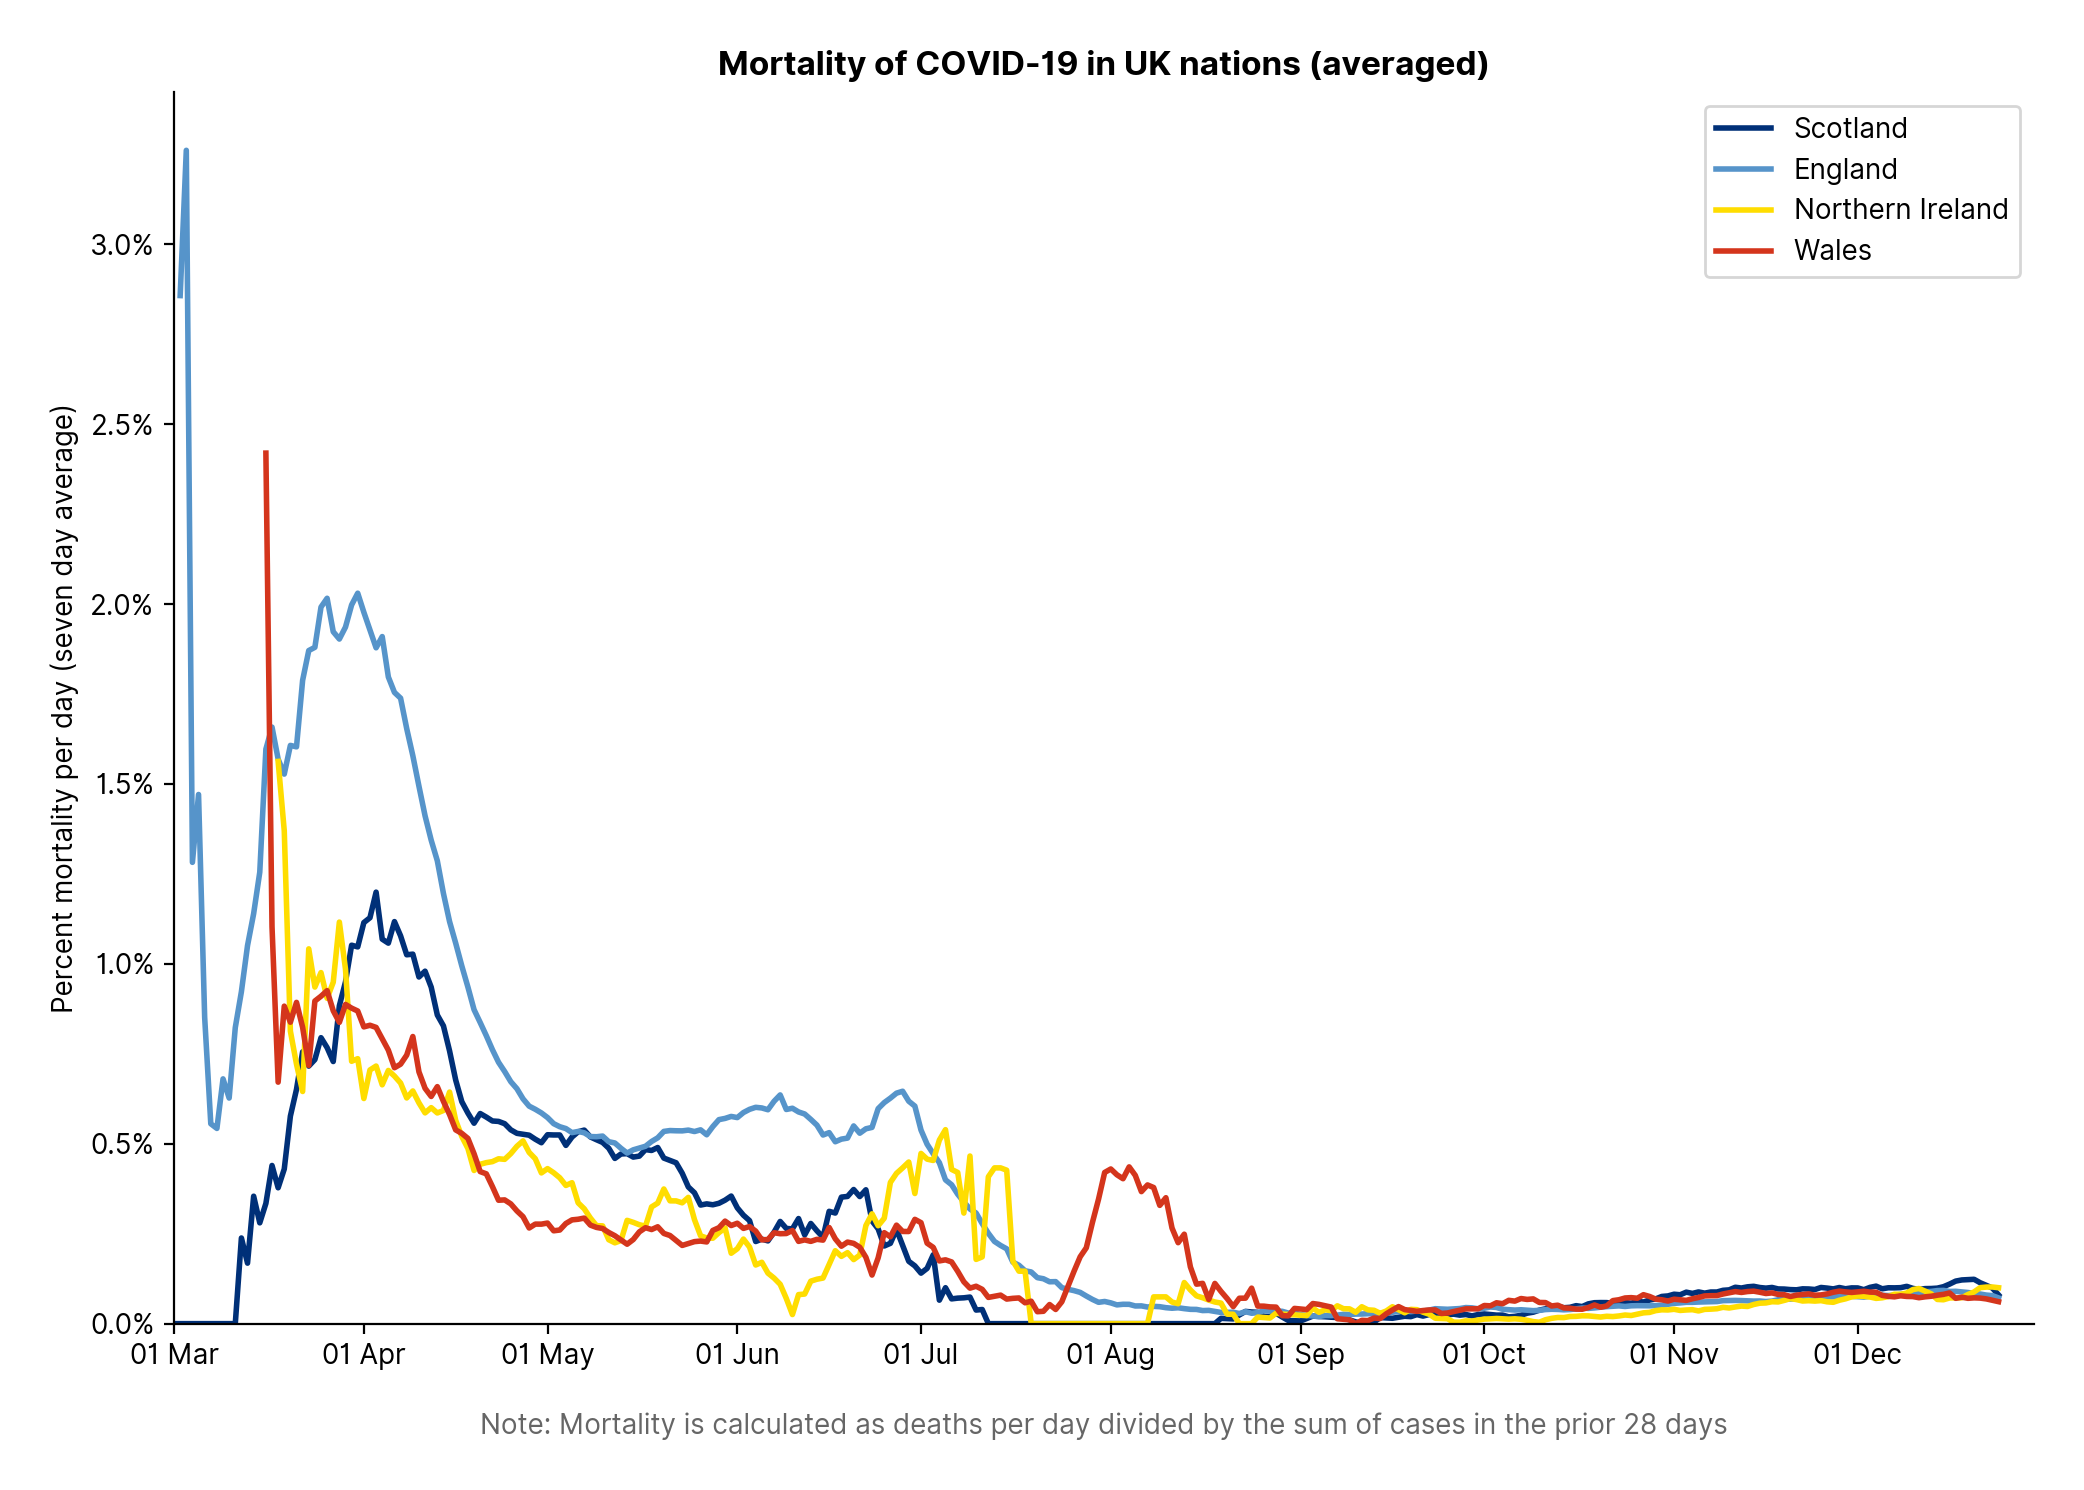 Mortality of COVID-19 in UK nations (averaged)
Scotland
England
Northern Ireland
Wales
Percent mortality per day (seven day average)
3.0%
2.5%
2.0%
1.5%
1.0%
0.5%
0.0%
01 Mar
01 Apr
01 May
01 Jun
01 Jul
01 Aug
01 Sep
01 Oct
01 Nov
01 Dec
Note: Mortality is calculated as deaths per day divided by the sum of cases in the prior 28 days